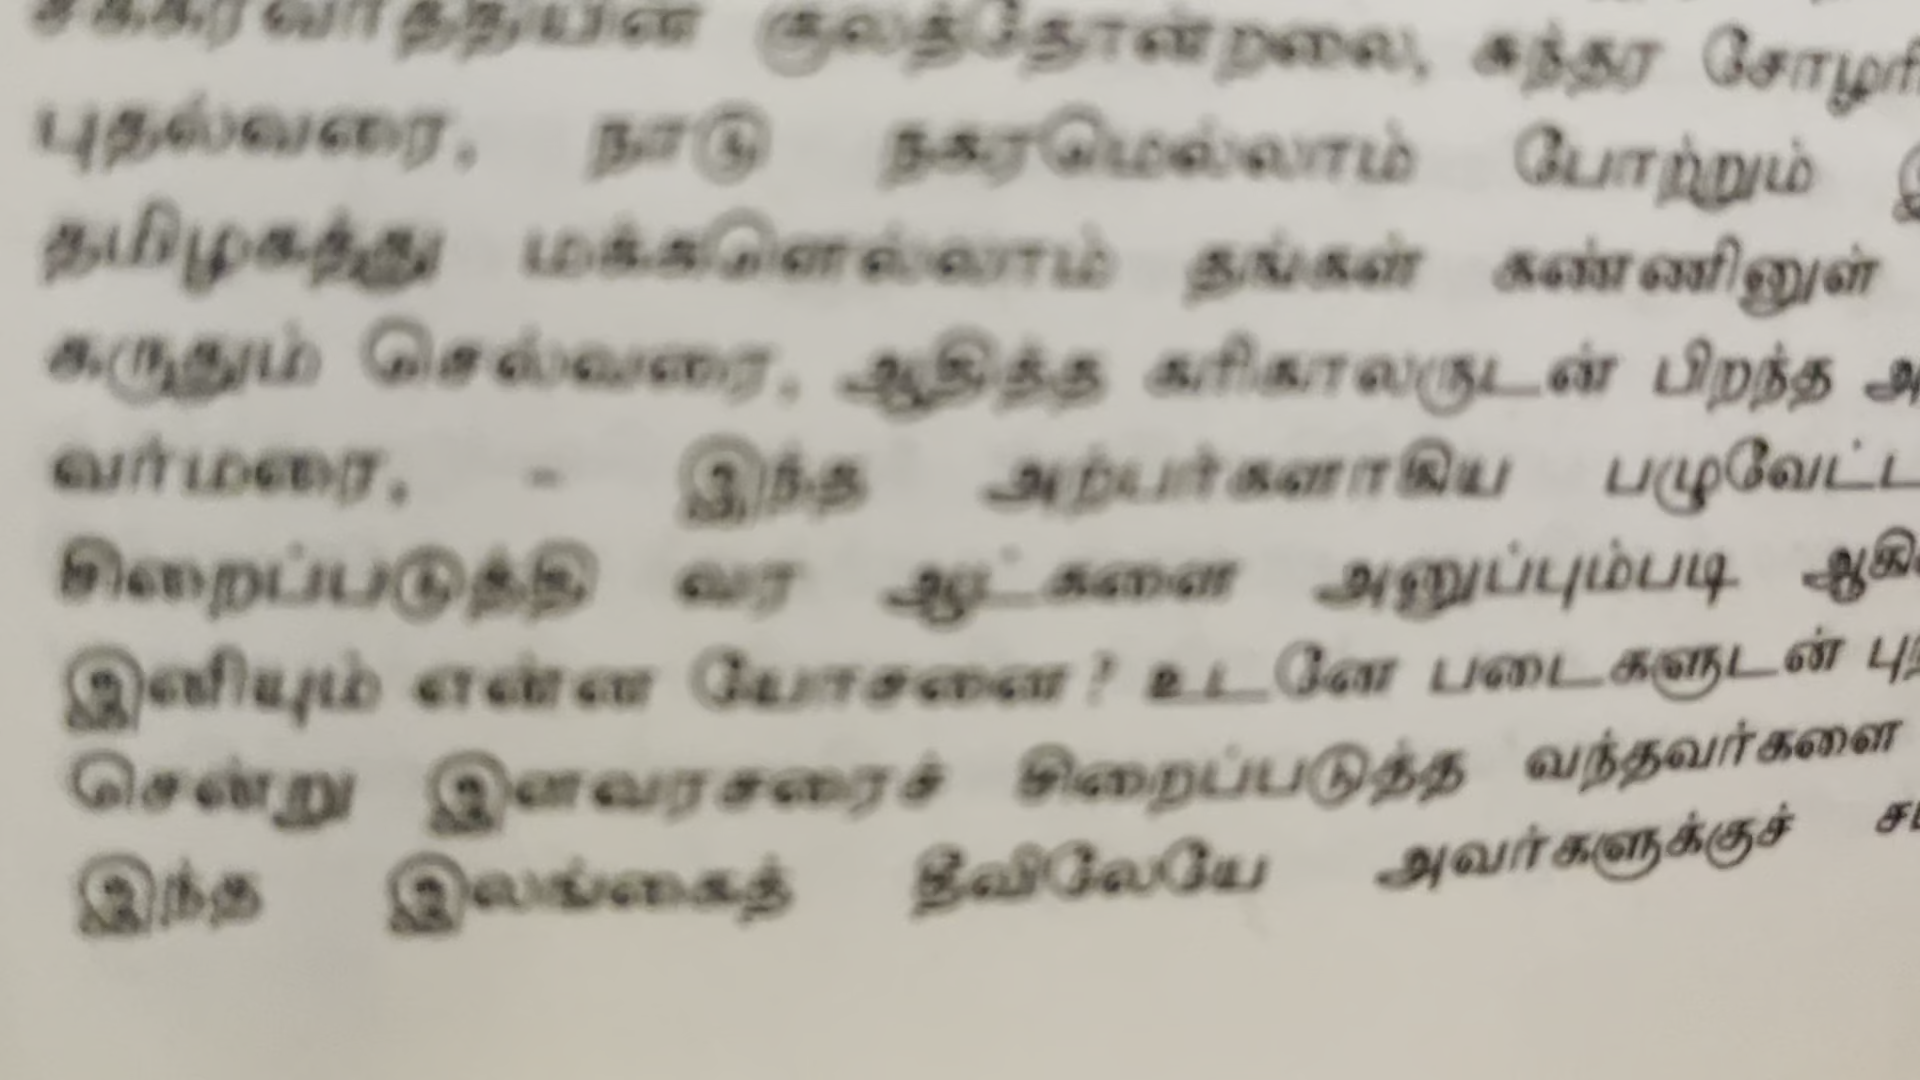 சக்கரவர்த்தியின் குலத்தோன்றலை, சுந்தர சோழரி
புதல்வரை, நாடு நகரமெல்லாம் போற்றும்
தமிழகத்து மக்களெல்லாம் தங்கள் கண்ணினுள்
கருதும் செல்வரை, ஆதித்த கரிகாலருடன் பிறந்த அ
வர்மரை, - இந்த அற்பர்களாகிய பழுவேட்ட
சிறைப்படுத்தி வர ஆட்களை அனுப்பும்படி ஆகி
இனியும் என்ன யோசனை? உடனே படைகளுடன் பு
சென்று இளவரசரைச் சிறைப்படுத்த வந்தவர்களை
இந்த இலங்கைத் தீவிலேயே அவர்களுக்குச் ச